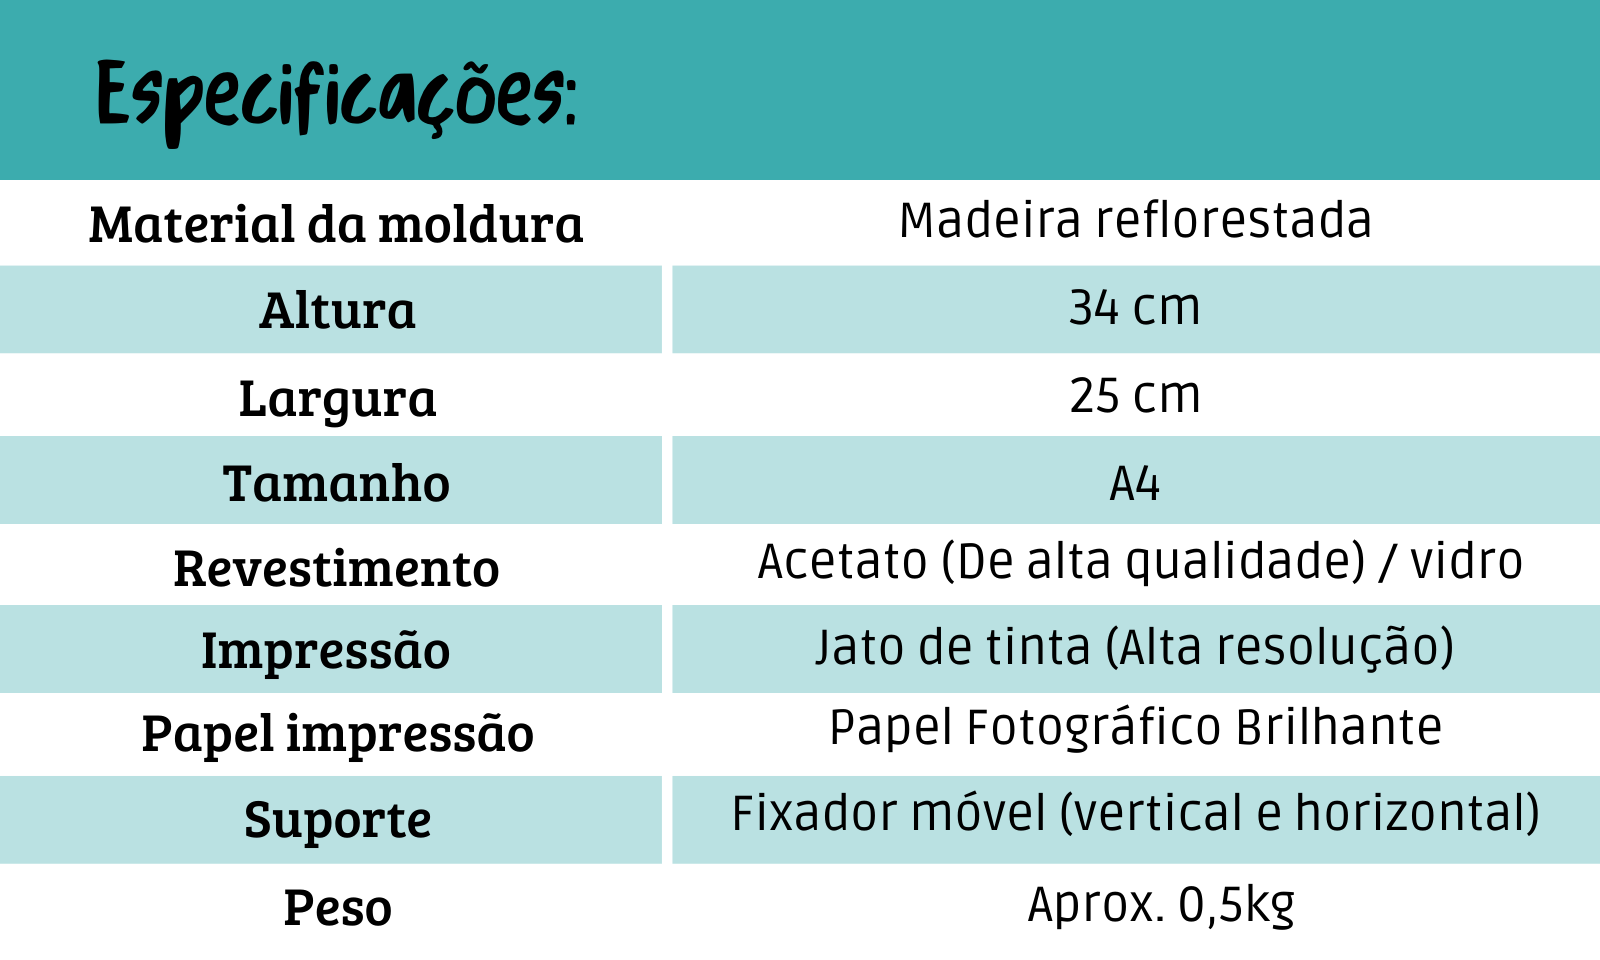 Especificações:
Material da moldura Madeira reflorestada
Altura 34 cm
Largura 25 cm
Tamanho A4
Revestimento Acetato (De alta qualidade) / vidro
Impressão Jato de tinta (Alta resolução)
Papel impressão Papel Fotográfico Brilhante
Suporte Fixador móvel (vertical e horizontal)
Peso Aprox. 0,5kg